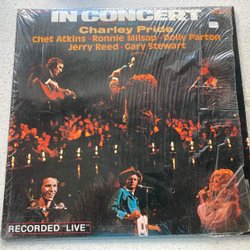 IN CONCERT
Charley Pride
Chet Atkins · Ronnie Milsap · Dolly Parton
Jerry Reed · Gary Stewart
RECORDED "LIVE"